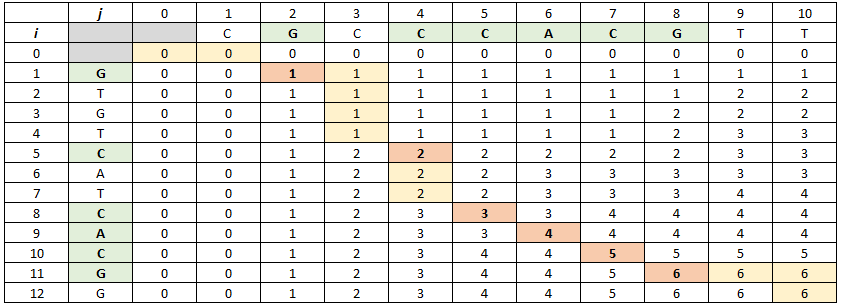 j 0 1 2 3 4 5 6 7 8 9 10
i C G C C C A C G T T
0 0 0 0 0 0 0 0 0 0 0 0
1 G 0 0 1 1 1 1 1 1 1 1 1
2 T 0 0 1 1 1 1 1 1 1 2 2
3 G 0 0 1 1 1 1 1 1 2 2 2
4 T 0 0 1 1 1 1 1 1 2 3 3
5 C 0 0 1 2 2 2 2 2 2 3 3
6 A 0 0 1 2 2 2 3 3 3 3 3
7 T 0 0 1 2 2 2 3 3 3 4 4
8 C 0 0 1 2 3 3 3 4 4 4 4
9 A 0 0 1 2 3 3 4 4 4 4 4
10 C 0 0 1 2 3 4 4 5 5 5 5
11 G 0 0 1 2 3 4 4 5 6 6 6
12 G 0 0 1 2 3 4 4 5 6 6 6